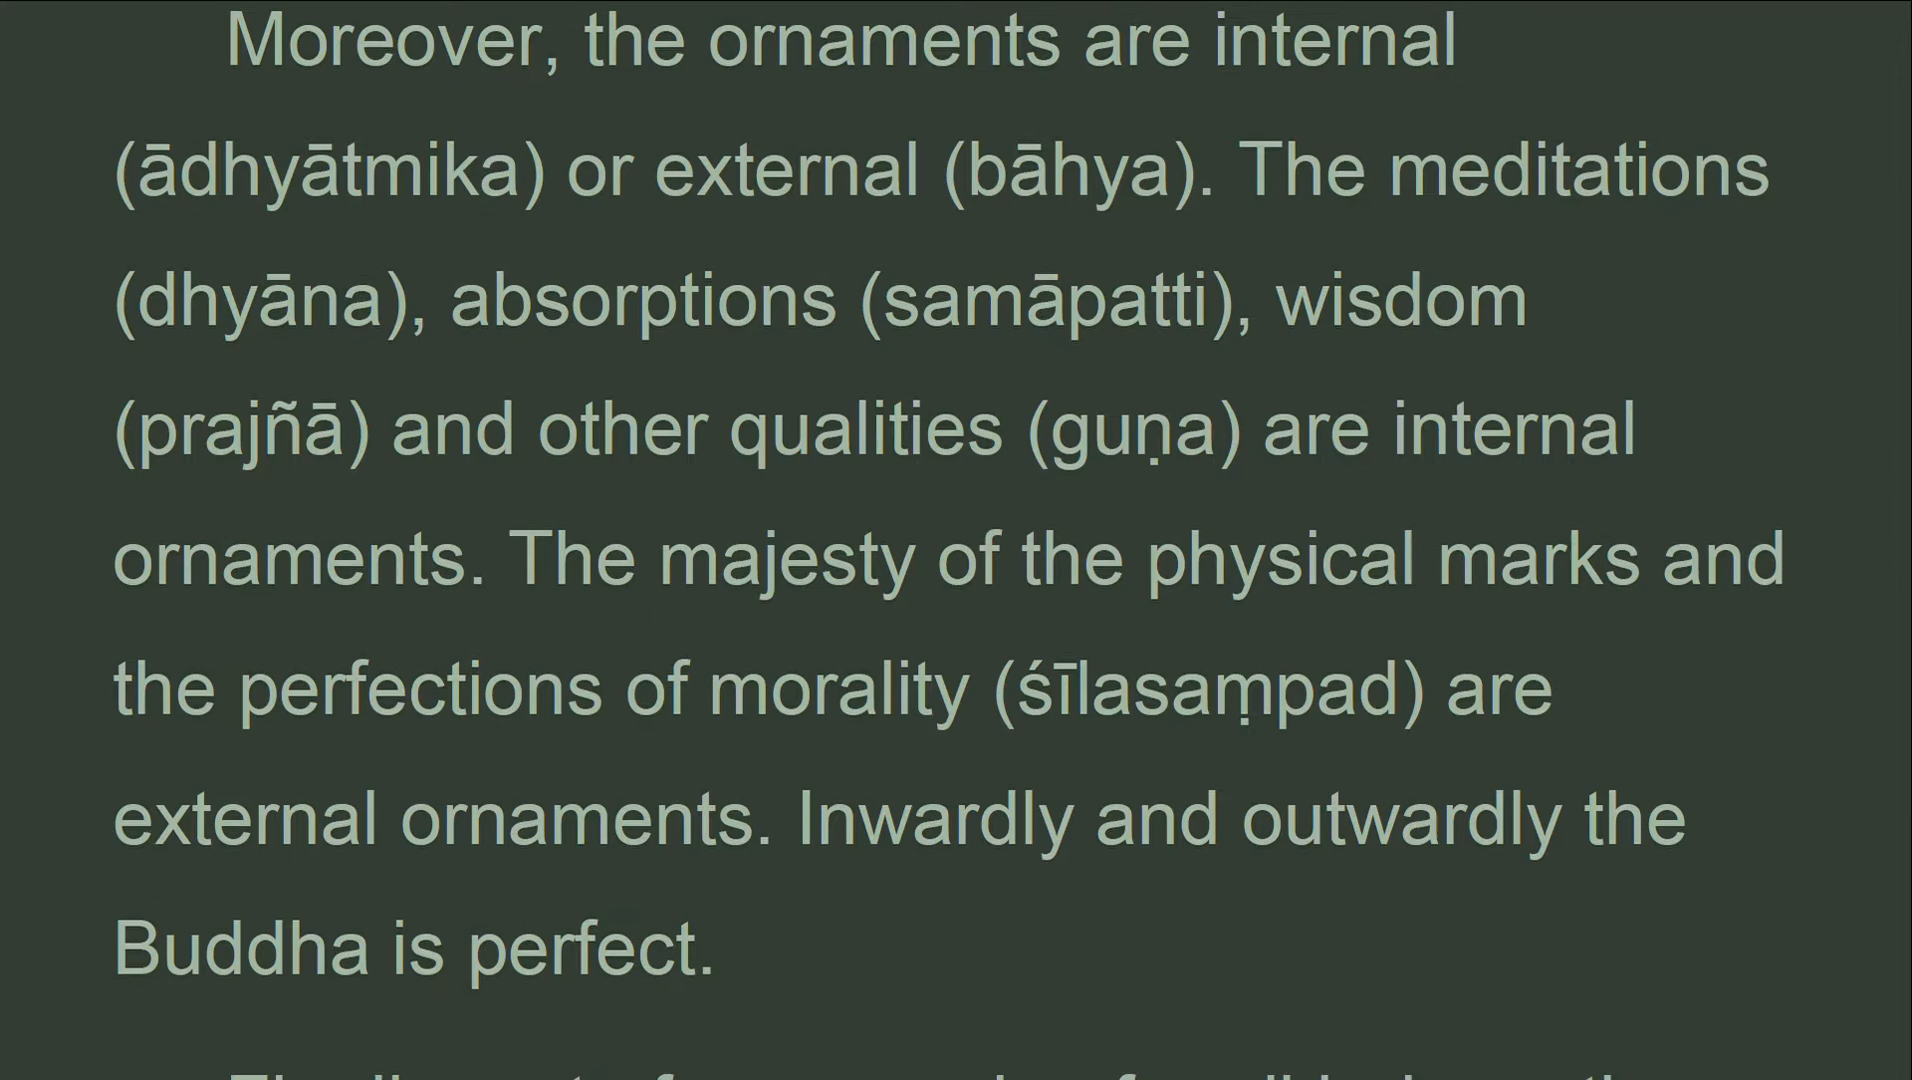 Moreover, the ornaments are internal
(ādhyātmika) or external (bāhya). The meditations
(dhyāna), absorptions (samāpatti), wisdom
(prajñā) and other qualities (guṇa) are internal
ornaments. The majesty of the physical marks and
the perfections of morality (śīlasaṃpad) are
external ornaments. Inwardly and outwardly the
Buddha is perfect.